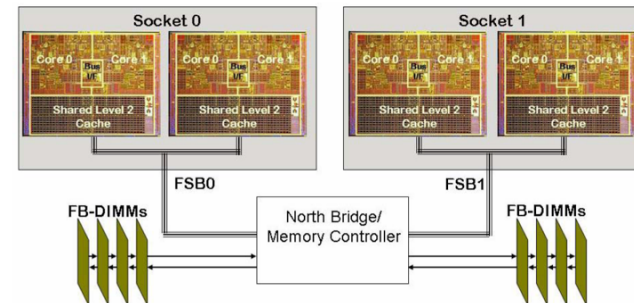 Socket 0
Socket 1
Core 0
Core 1
Bus
I/F
Shared Level 2
Cache
Core 0
Core 1
Bus
I/F
Shared Level 2
Cache
Core 0
Core 1
Bus
I/F
Shared Level 2
Cache
Core 0
Core 1
Bus
I/F
Shared Level 2
Cache
FSB0
FSB1
FB-DIMMs
North Bridge/
Memory Controller
FB-DIMMs